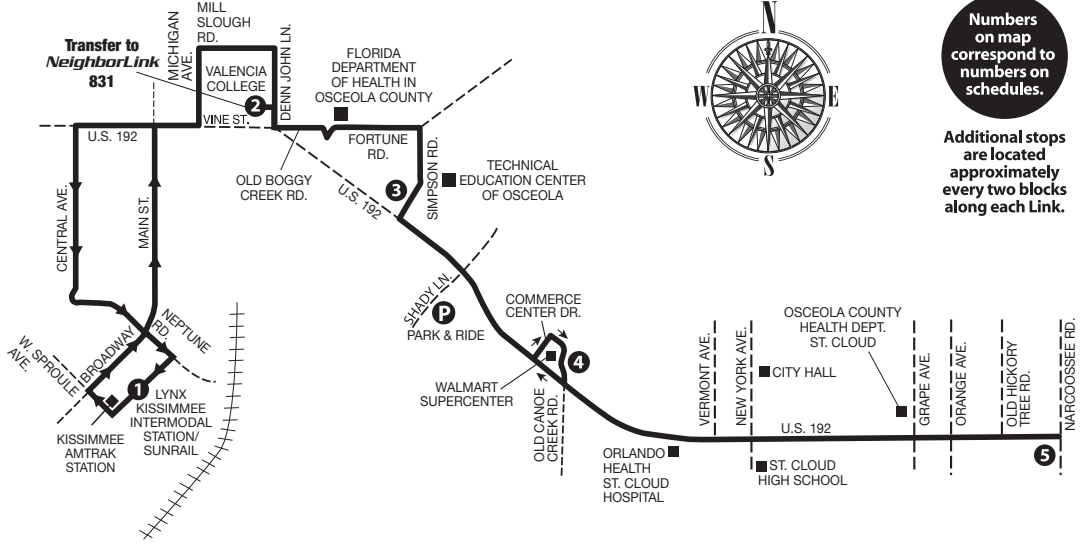 MILL
SLOUGH
RD.
MICHIGAN
AVE.
Transfer to
NeighborLink
831
VALENCIA
COLLEGE
2
DENN JOHN LN.
FLORIDA
DEPARTMENT
OF HEALTH IN
OSCEOLA COUNTY
VINE ST.
U.S. 192
FORTUNE
RD.
OLD BOGGY
CREEK RD.
U.S. 192
3
SIMPSON RD.
TECHNICAL
EDUCATION CENTER
OF OSCEOLA
CENTRAL AVE.
MAIN ST.
SHADY LN.
P
PARK & RIDE
NEPTUNE
RD
BROADWAY
W. SPROULE
AVE.
1
LYNX
KISSIMMEE
INTERMODAL
STATION/
SUNRAIL
KISSIMMEE
AMTRAK
STATION
COMMERCE
CENTER DR.
4
WALMART
SUPERCENTER
OLD CANOE
CREEK RD.
ORLANDO
HEALTH
ST. CLOUD
HOSPITAL
VERMONT AVE.
NEW YORK AVE.
CITY HALL
ST. CLOUD
HIGH SCHOOL
U.S. 192
OSCEOLA COUNTY
HEALTH DEPT.
ST. CLOUD
GRAPE AVE.
ORANGE AVE.
OLD HICKORY
TREE RD.
NARCOOSSEE RD.
5
N
W
E
S
Numbers
on map
correspond to
numbers on
schedules.
Additional stops
are located
approximately
every two blocks
along each Link.